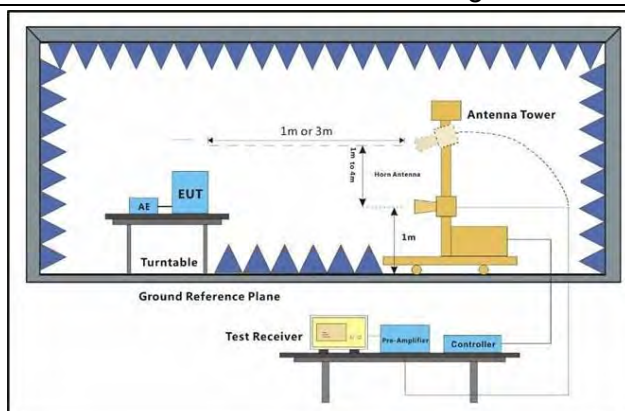 Antenna Tower
1m or 3m
1m to 4m
Horn Antenna
EUT
AE
1m
Turntable
Ground Reference Plane
Test Receiver
Pre-Amplifier
Controller